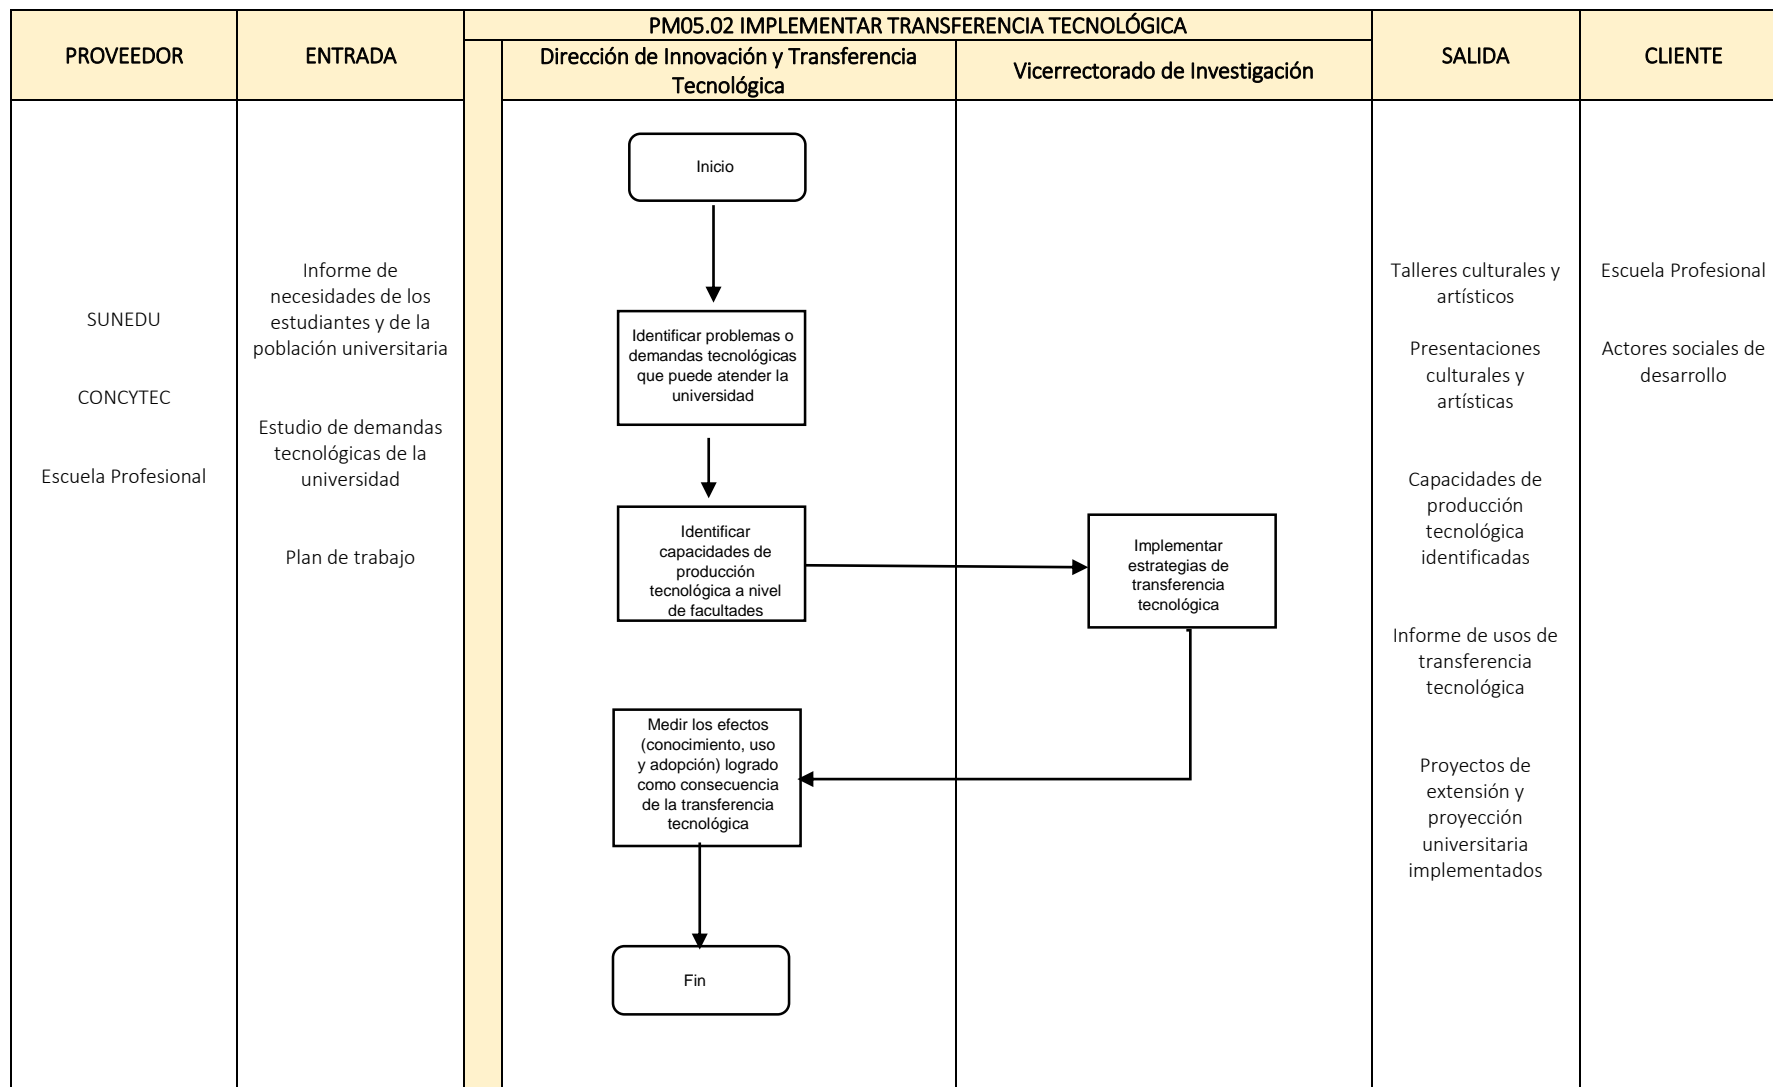 PROVEEDOR
ENTRADA
PM05.02 IMPLEMENTAR TRANSFERENCIA TECNOLÓGICA
Dirección de Innovación y Transferencia
Tecnológica
Vicerrectorado de Investigación
SALIDA
CLIENTE
SUNEDU
CONCYTEC
Escuela Profesional
Informe de
necesidades de los
estudiantes y de la
población universitaria
Estudio de demandas
tecnológicas de la
universidad
Plan de trabajo
Inicio
Identificar problemas o
demandas tecnológicas
que puede atender la
universidad
Identificar
capacidades de
producción
tecnológica a nivel
de facultades
Implementar
estrategias de
transferencia
tecnológica
Medir los efectos
(conocimiento, uso
y adopción) logrado
como consecuencia
de la transferencia
tecnológica
Fin
Talleres culturales y
artísticos
Presentaciones
culturales y
artísticas
Capacidades de
producción
tecnológica
identificadas
Informe de usos de
transferencia
tecnológica
Proyectos de
extensión y
proyección
universitaria
implementados
Escuela Profesional
Actores sociales de
desarrollo